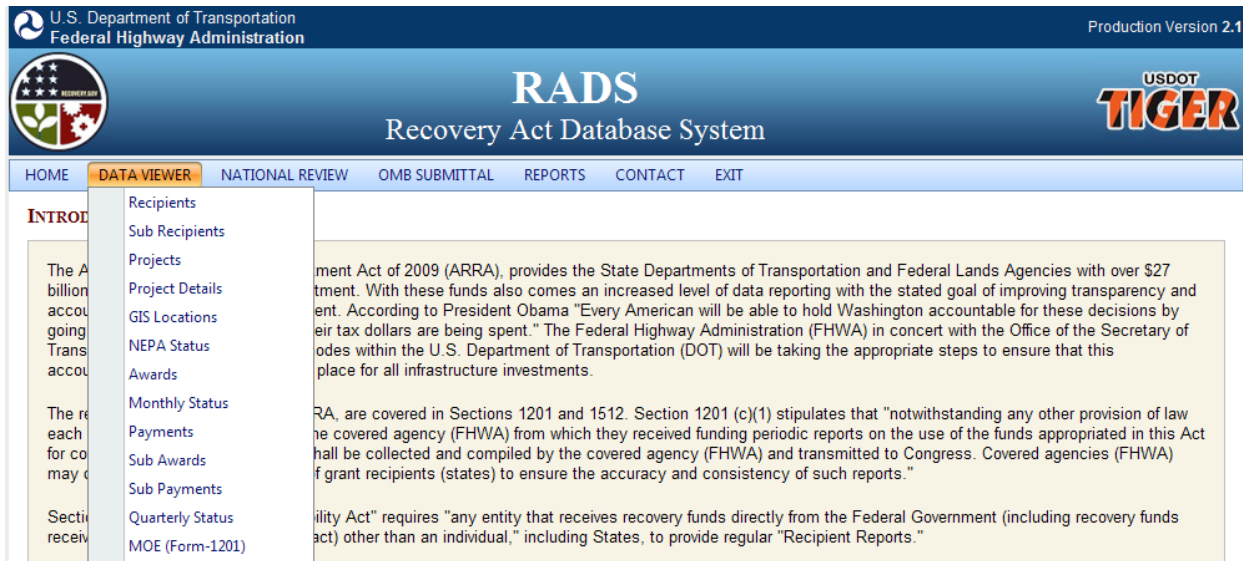 U.S. Department of Transportation
Federal Highway Administration
Production Version 2.1
RECOVERY.GOV
RADS
Recovery Act Database System
USDOT
TIGER
HOME DATA VIEWER NATIONAL REVIEW OMB SUBMITTAL REPORTS CONTACT EXIT
Recipients
Sub Recipients
Projects
Project Details
GIS Locations
NEPA Status
Awards
Monthly Status
Payments
Sub Awards
Sub Payments
Quarterly Status
MOE (Form-1201)
INTROD
The A ment Act of 2009 (ARRA), provides the State Departments of Transportation and Federal Lands Agencies with over $27
billion tment. With these funds also comes an increased level of data reporting with the stated goal of improving transparency and
accou ent. According to President Obama "Every American will be able to hold Washington accountable for these decisions by
going eir tax dollars are being spent." The Federal Highway Administration (FHWA) in concert with the Office of the Secretary of
Trans odes within the U.S. Department of Transportation (DOT) will be taking the appropriate steps to ensure that this
accou place for all infrastructure investments.
The re RA, are covered in Sections 1201 and 1512. Section 1201 (c)(1) stipulates that "notwithstanding any other provision of law
each he covered agency (FHWA) from which they received funding periodic reports on the use of the funds appropriated in this Act
for co hall be collected and compiled by the covered agency (FHWA) and transmitted to Congress. Covered agencies (FHWA)
may f grant recipients (states) to ensure the accuracy and consistency of such reports."
Secti ility Act" requires "any entity that receives recovery funds directly from the Federal Government (including recovery funds
receiv act) other than an individual," including States, to provide regular "Recipient Reports."